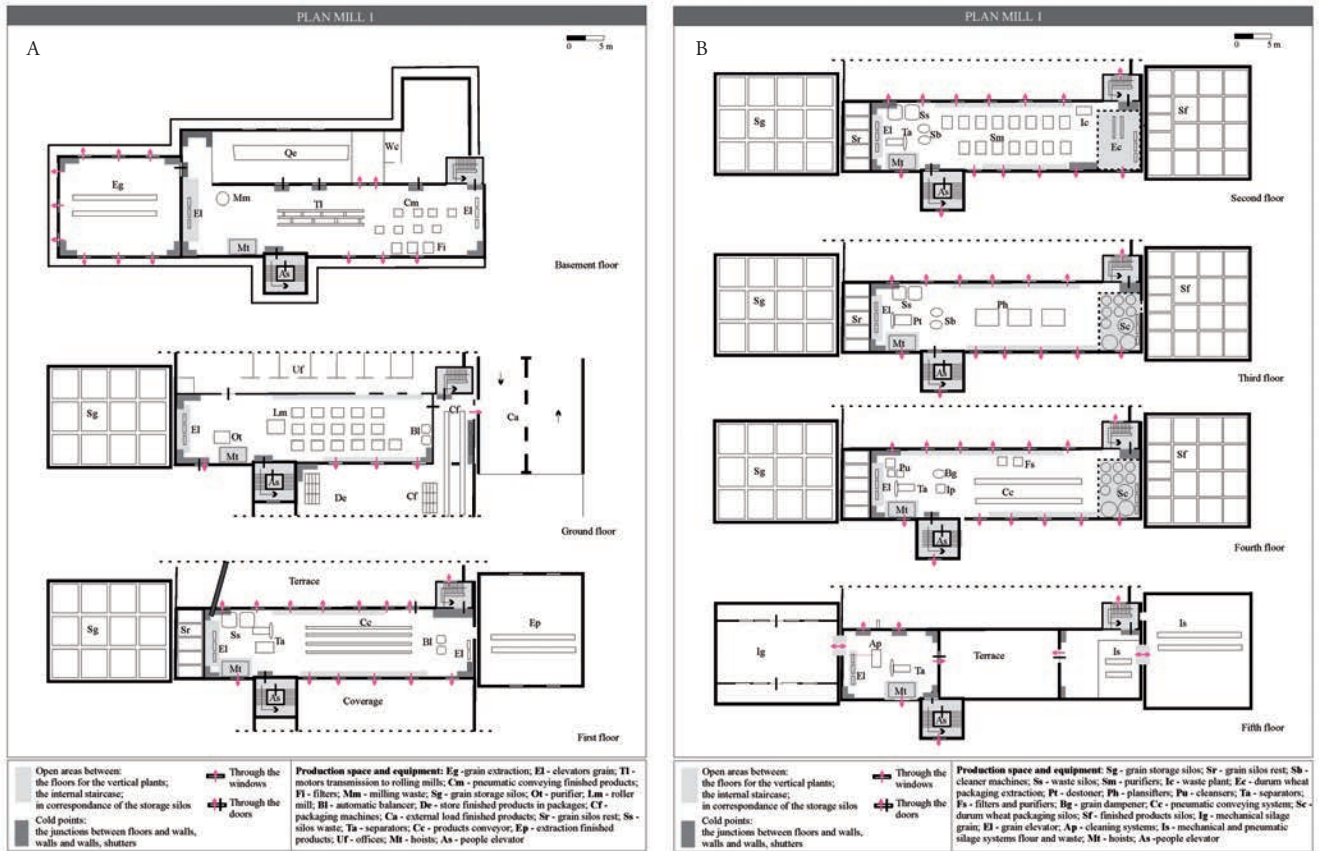 PLAN MILL 1
A
0 5 m
Qe
Wc
Eg
El
Mm
Tl
Cm
El
Mt
Fi
As
Basement floor
Uf
Sg
Lm
Cf
Ca
El
Ot
Bl
Mt
As
De
Cf
Ground floor
Terrace
Sg
Sr
Ss
Cc
Ep
Ta
Bl
El
El
Mt
As
Coverage
First floor
Open areas between:
the floors for the vertical plants;
the internal staircase;
in correspondance of the storage silos
Cold points:
the junctions between floors and walls,
walls and walls, shutters
Through the
windows
Through the
doors
Production space and equipment: Eg -grain extraction; El - elevators grain; Tl -
motors transmission to rolling mills; Cm - pneumatic conveying finished products;
Fi - filters; Mm - milling waste; Sg - grain storage silos; Ot - purifier; Lm - roller
mill; Bl - automatic balancer; De - store finished products in packages; Cf -
packaging machines; Ca - external load finished products; Sr - grain silos rest; Ss -
silos waste; Ta - separators; Cc - products conveyor; Ep - extraction finished
products; Uf - offices; Mt - hoists; As - people elevator
PLAN MILL 1
B
0 5 m
Sg
Sr
Ss
Ic
Sf
El
Ta
Sb
Sm
Ec
Mt
As
Second floor
Sg
Sr
Ss
Ph
Sf
El
Pt
Sb
Sc
Mt
As
Third floor
Sg
Pu
Bg
Fs
Sf
El
Ta
Ip
Cc
Sc
Mt
As
Fourth floor
Ig
Ap
Terrace
Is
Is
El
Ta
Mt
As
Fifth floor
Open areas between:
the floors for the vertical plants;
the internal staircase;
in correspondance of the storage silos
Cold points:
the junctions between floors and walls,
walls and walls, shutters
Through the
windows
Through the
doors
Production space and equipment: Sg - grain storage silos; Sr - grain silos rest; Sb -
cleaner machines; Ss - waste silos; Sm - purifiers; Ic - waste plant; Ec - durum wheat
packaging extraction; Pt - destoner; Ph - plansifters; Pu - cleansers; Ta - separators;
Fs - filters and purifiers; Bg - grain dampener; Cc - pneumatic conveying system; Sc -
durum wheat packaging silos; Sf - finished products silos; Ig - mechanical silage
grain; El - grain elevator; Ap - cleaning systems; Is - mechanical and pneumatic
silage systems flour and waste; Mt - hoists; As -people elevator